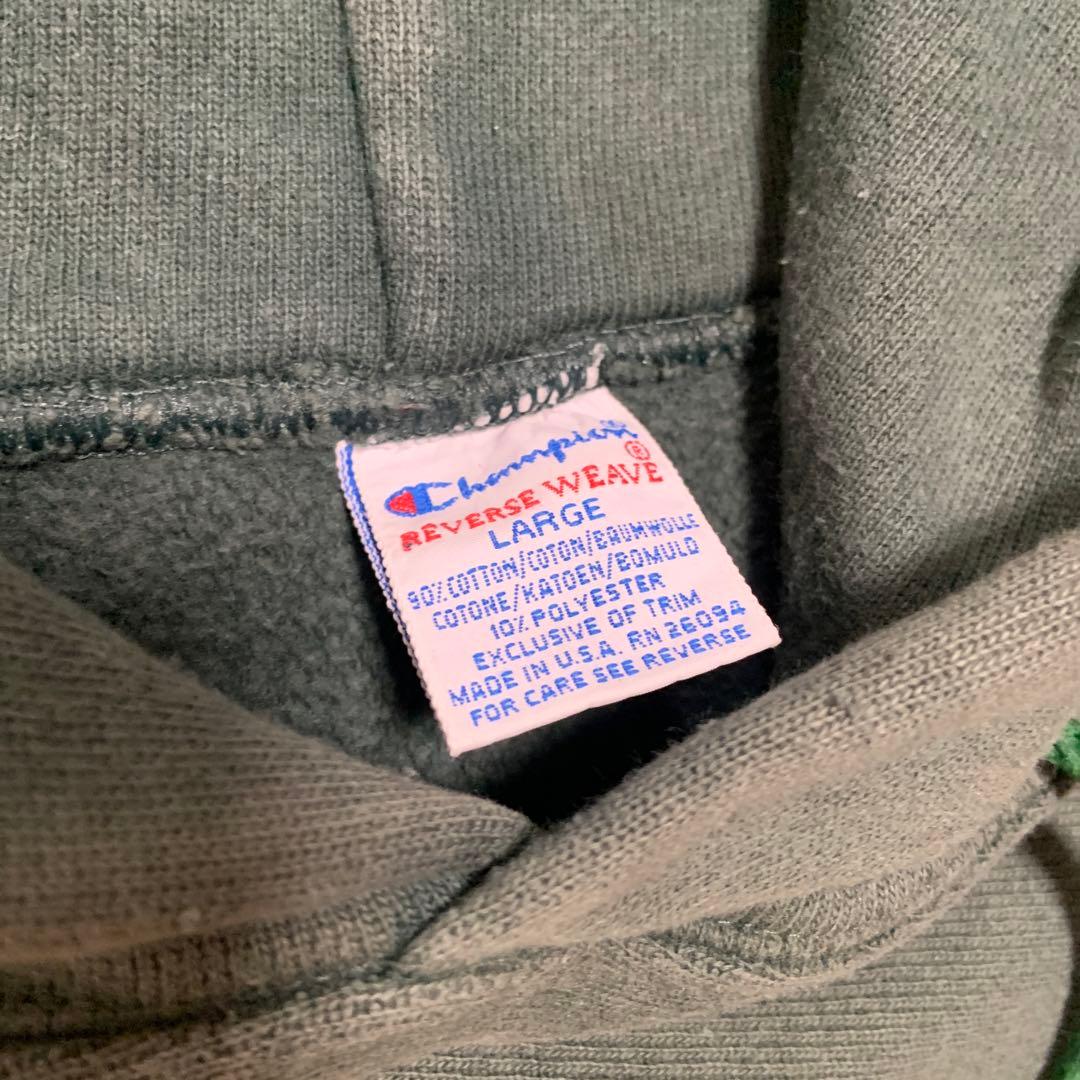 Champion®
REVERSE WEAVE
LARGE
90% COTTON/COTON/BAUMWOLLE
COTONE/KATOEN/BOMULD
10% POLYESTER
EXCLUSIVE OF TRIM
MADE IN U.S.A. RN 26094
FOR CARE SEE REVERSE